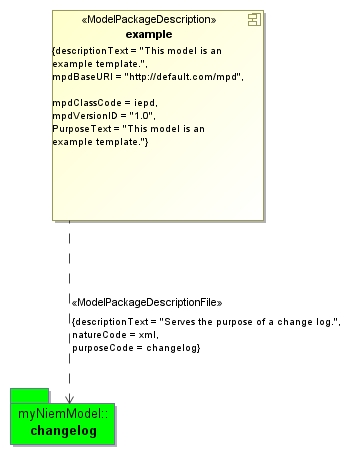 «ModelPackageDescription»
example
{descriptionText = "This model is an
example template.",
mpdBaseURI = "http://default.com/mpd",
mpdClassCode = iepd,
mpdVersionID = "1.0",
PurposeText = "This model is an
example template."}
«ModelPackageDescriptionFile»
{descriptionText = "Serves the purpose of a change log.",
natureCode = xml,
purposeCode = changelog}
myNiemModel::
changelog